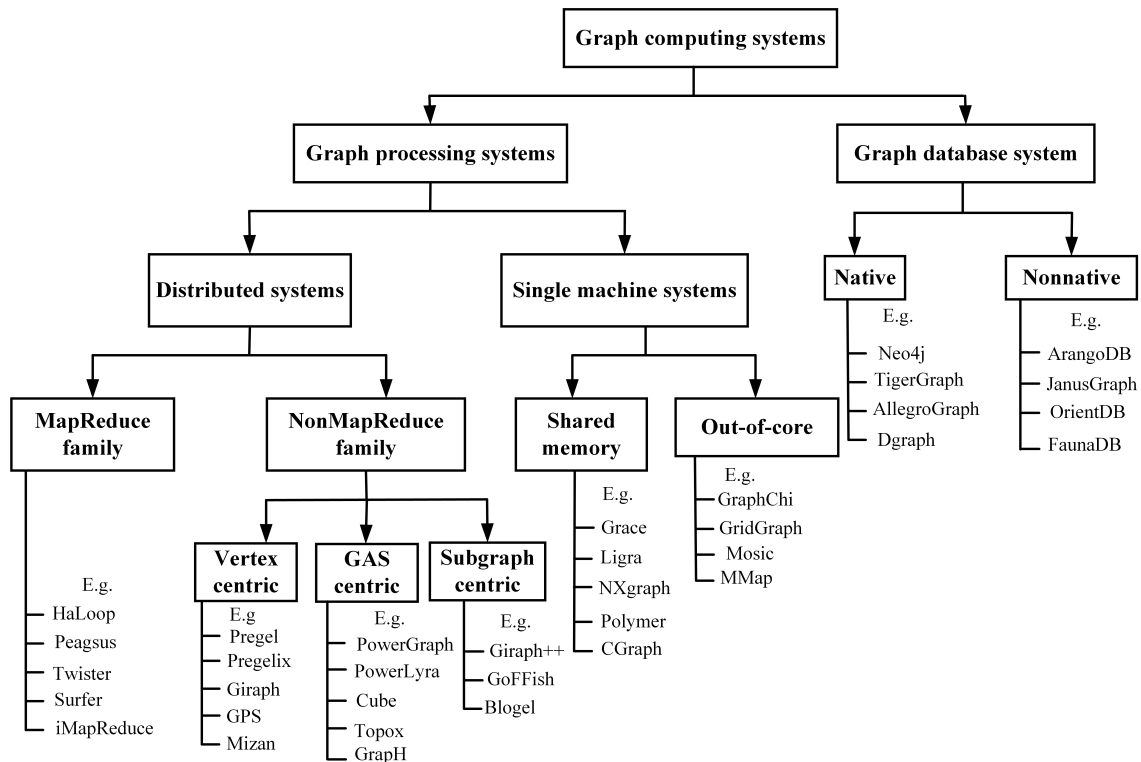 Graph computing systems
Graph processing systems
Graph database system
Distributed systems
Single machine systems
Native
Nonnative
E.g.
Neo4j
TigerGraph
AllegroGraph
Dgraph
E.g.
ArangoDB
JanusGraph
OrientDB
FaunaDB
MapReduce
family
NonMapReduce
family
Shared
memory
Out-of-core
E.g.
HaLoop
Peagsus
Twister
Surfer
iMapReduce
Vertex
centric
GAS
centric
Subgraph
centric
E.g
Pregel
Pregelix
Giraph
GPS
Mizan
E.g.
PowerGraph
PowerLyra
Cube
Topox
GrapH
E.g.
Giraph++
GoFFish
Blogel
E.g.
Grace
Ligra
NXgraph
Polymer
CGraph
E.g.
GraphChi
GridGraph
Mosic
MMap